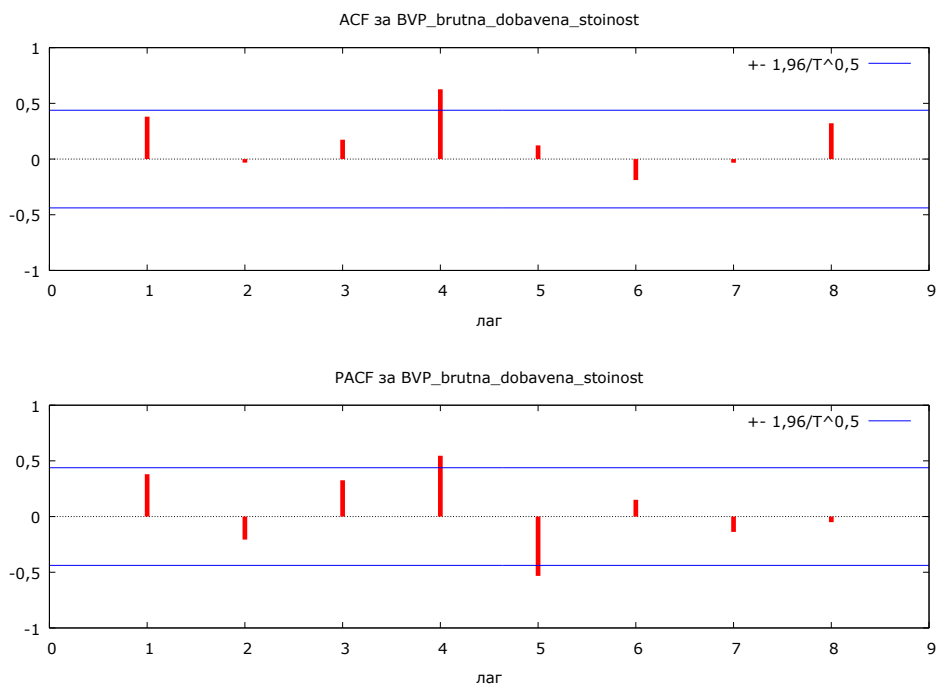 ACF за BVP_brutna_dobavena_stoinost
1
+- 1,96/T^0,5
0,5
0
-0,5
-1
0 1 2 3 4 5 6 7 8 9
лаг
PACF за BVP_brutna_dobavena_stoinost
1
+- 1,96/T^0,5
0,5
0
-0,5
-1
0 1 2 3 4 5 6 7 8 9
лаг